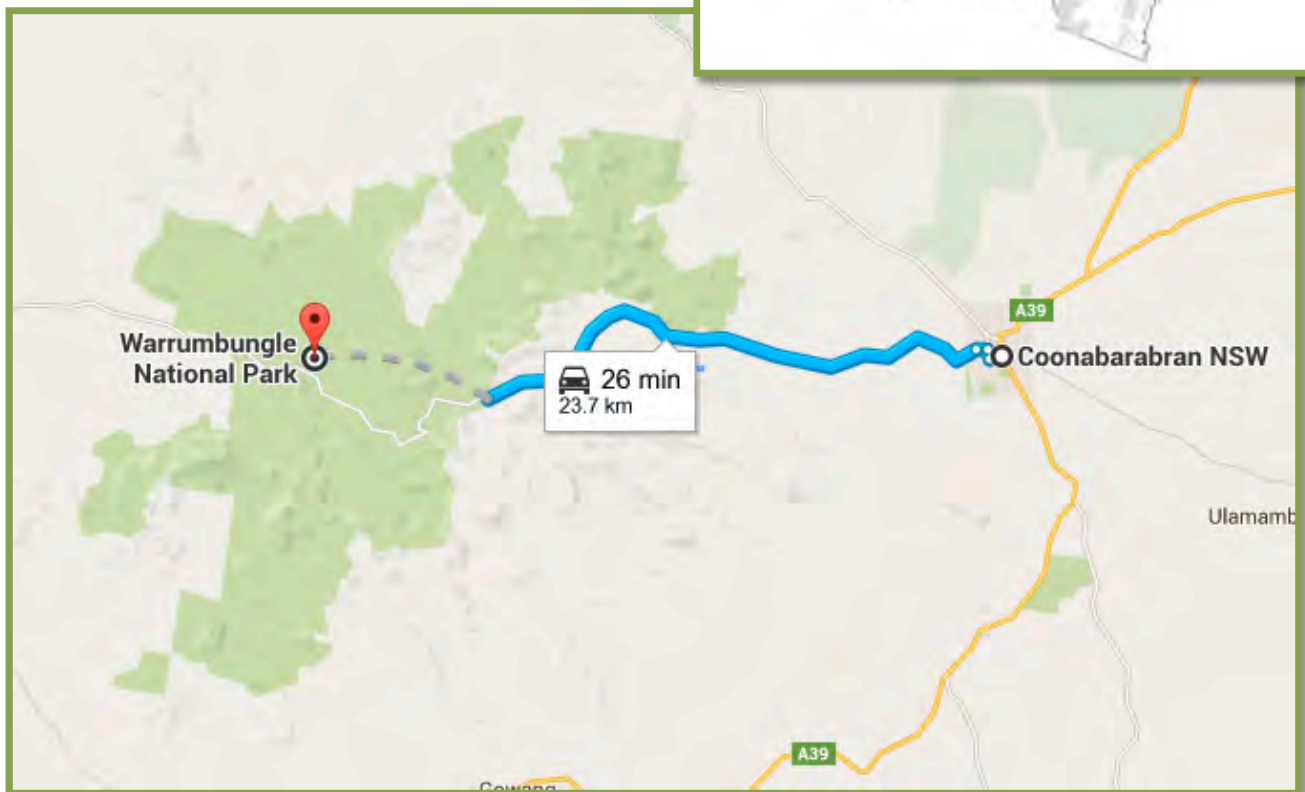 A39
Warrumbungle
National Park
Coonabarabran NSW
26 min
23.7 km
Ulamamb
A39